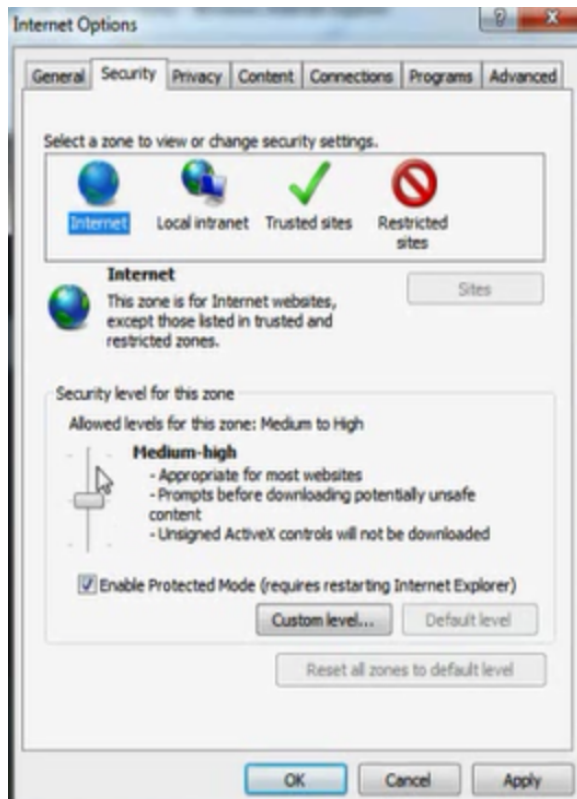 Internet Options
General Security Privacy Content Connections Programs Advanced
Select a zone to view or change security settings.
Internet Local intranet Trusted sites Restricted
sites
Internet
Sites
This zone is for Internet websites,
except those listed in trusted and
restricted zones.
Security level for this zone
Allowed levels for this zone: Medium to High
Medium-high
- Appropriate for most websites
- Prompts before downloading potentially unsafe
content
- Unsigned ActiveX controls will not be downloaded
Enable Protected Mode (requires restarting Internet Explorer)
Custom level... Default level
Reset all zones to default level
OK Cancel Apply